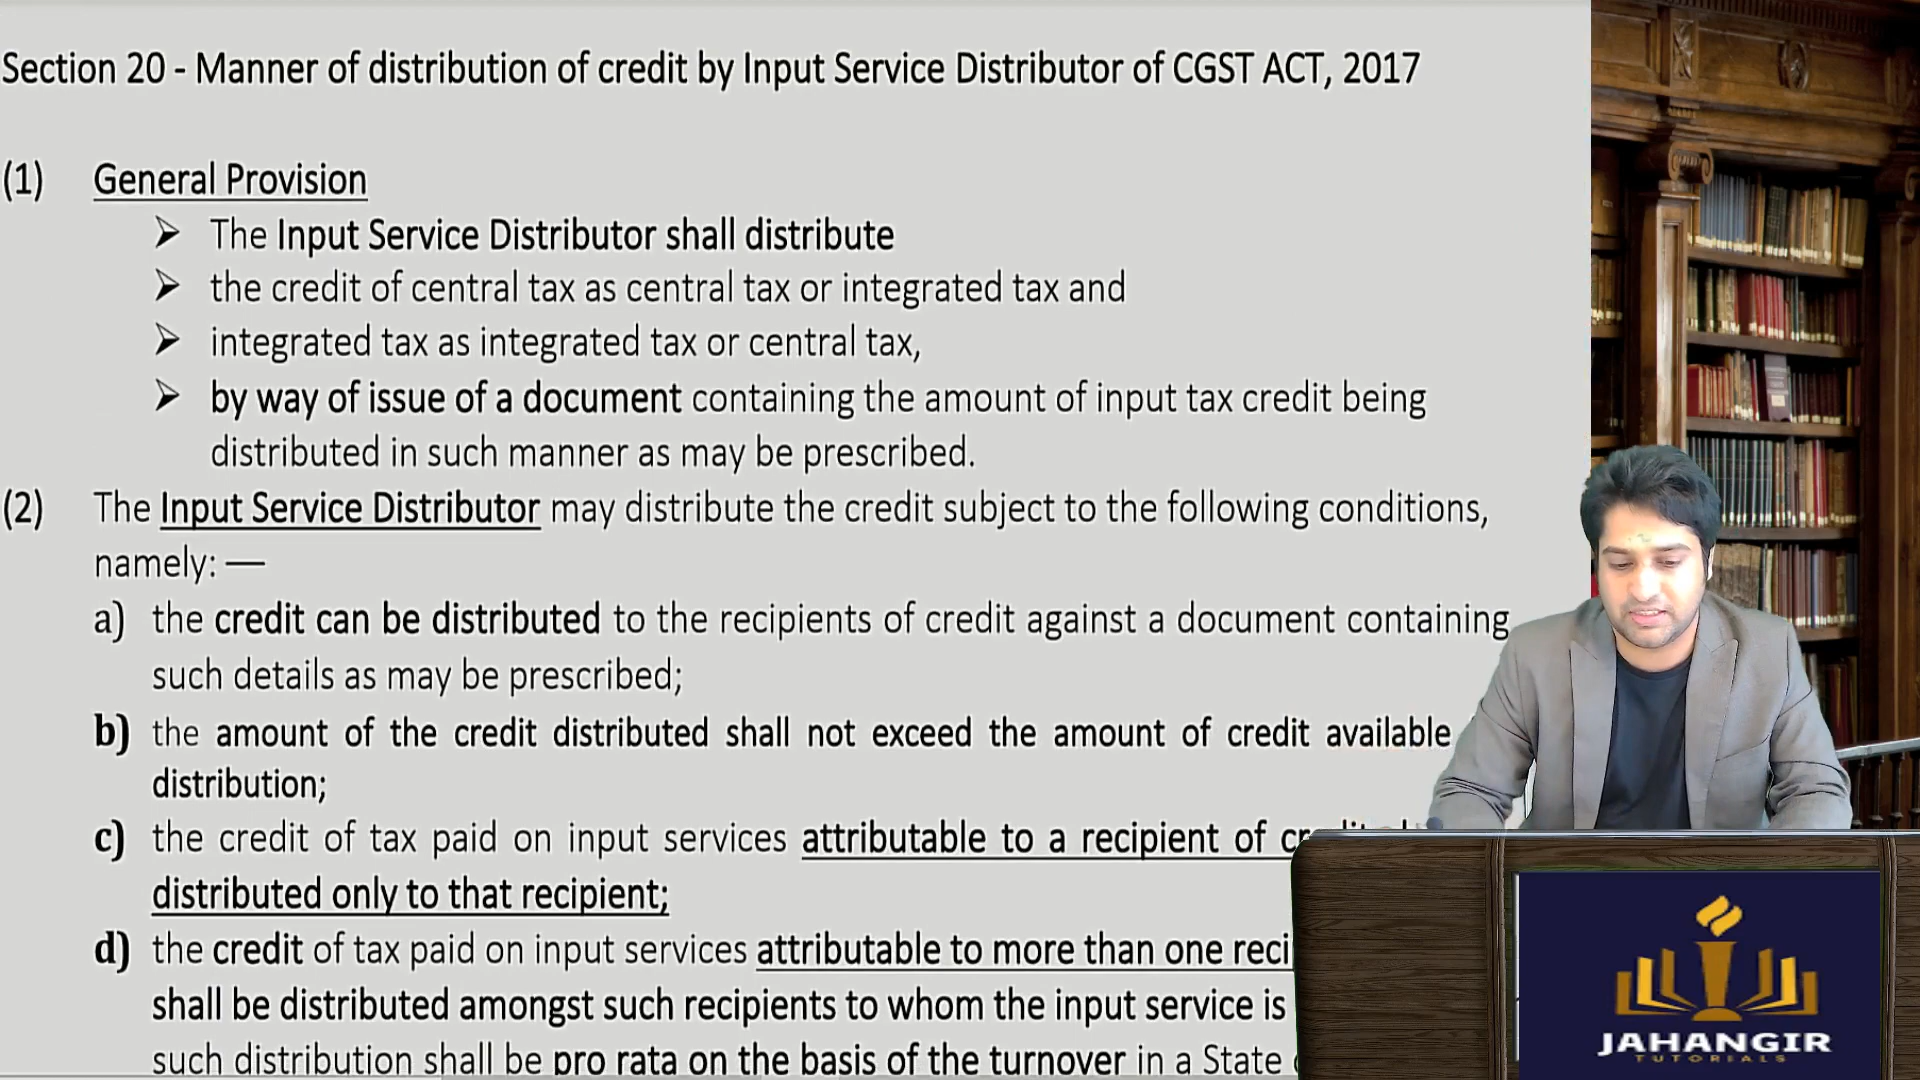 Section 20 - Manner of distribution of credit by Input Service Distributor of CGST ACT, 2017
(1) General Provision
➢ The Input Service Distributor shall distribute
➢ the credit of central tax as central tax or integrated tax and
➢ integrated tax as integrated tax or central tax,
➢ by way of issue of a document containing the amount of input tax credit being
distributed in such manner as may be prescribed.
(2) The Input Service Distributor may distribute the credit subject to the following conditions,
namely: —
a) the credit can be distributed to the recipients of credit against a document containing
such details as may be prescribed;
b) the amount of the credit distributed shall not exceed the amount of credit available
distribution;
c) the credit of tax paid on input services attributable to a recipient of
distributed only to that recipient;
d) the credit of tax paid on input services attributable to more than one
shall be distributed amongst such recipients to whom the input service is
such distribution shall be pro rata on the basis of the turnover in a State
JAHANGIR
TUTORIALS